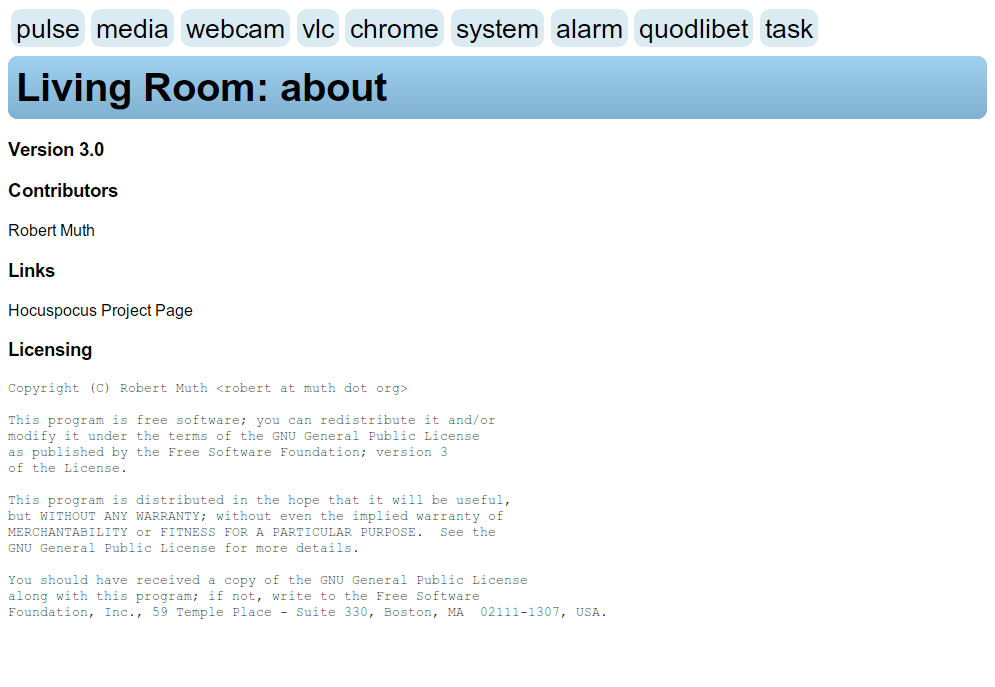 pulse media webcam vlc chrome system alarm quodlibet task
Living Room: about
Version 3.0
Contributors
Robert Muth
Links
Hocuspocus Project Page
Licensing
Copyright (C) Robert Muth <robert at muth dot org>
This program is free software; you can redistribute it and/or
modify it under the terms of the GNU General Public License
as published by the Free Software Foundation; version 3
of the License.
This program is distributed in the hope that it will be useful,
but WITHOUT ANY WARRANTY; without even the implied warranty of
MERCHANTABILITY or FITNESS FOR A PARTICULAR PURPOSE.  See the
GNU General Public License for more details.
You should have received a copy of the GNU General Public License
along with this program; if not, write to the Free Software
Foundation, Inc., 59 Temple Place - Suite 330, Boston, MA  02111-1307, USA.